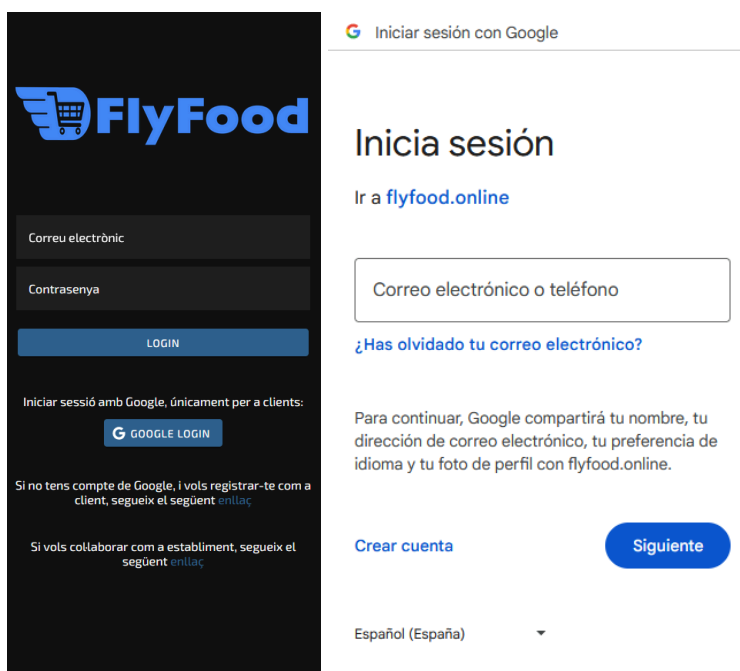 FlyFood
Correu electrònic
Contrasenya
LOGIN
Iniciar sessió amb Google, únicament per a clients:
GOOGLE LOGIN
Si no tens compte de Google, i vols registrar-te com a
client, segueix el següent enllaç
Si vols collaborar com a establiment, segueix el
següent enllaç
Iniciar sesión con Google
Inicia sesión
Ir a flyfood.online
Correo electrónico o teléfono
¿Has olvidado tu correo electrónico?
Para continuar, Google compartirá tu nombre, tu
dirección de correo electrónico, tu preferencia de
idioma y tu foto de perfil con flyfood.online.
Crear cuenta
Siguiente
Español (España)